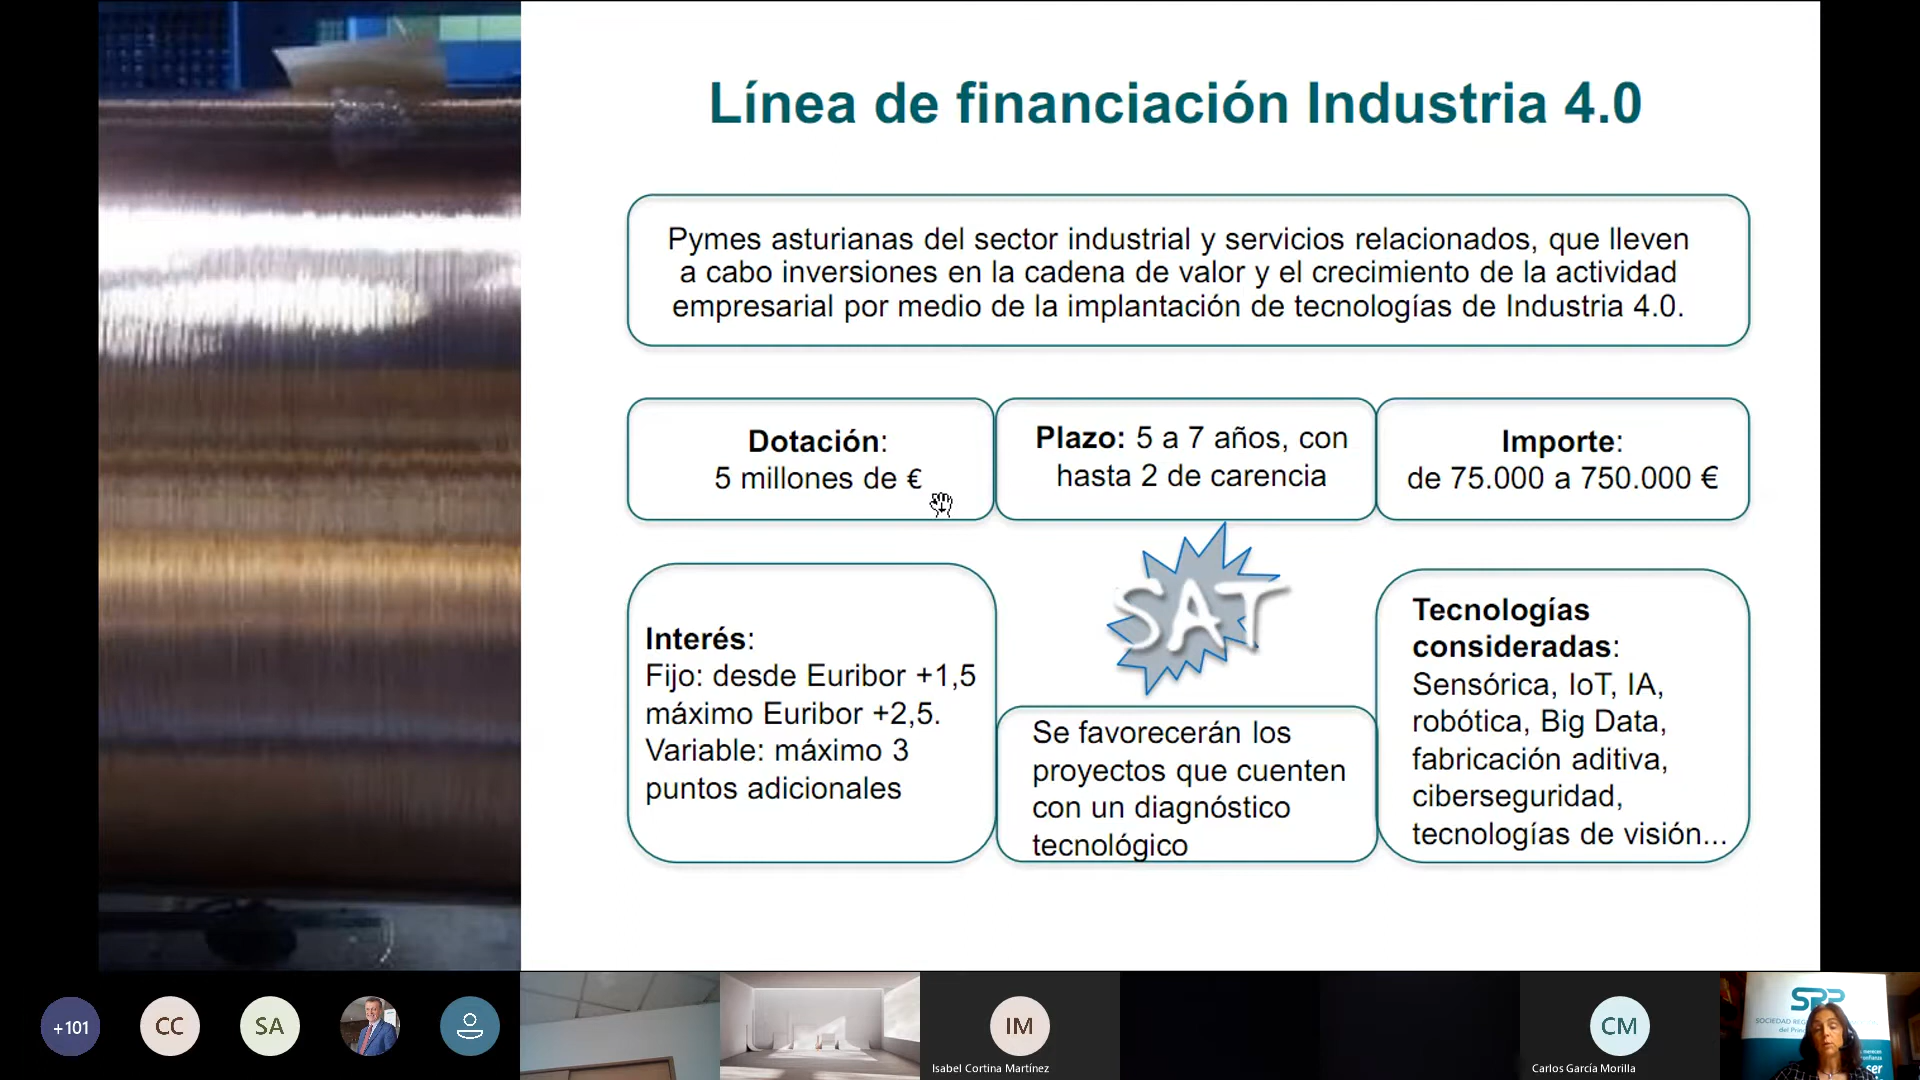 Línea de financiación Industria 4.0
Pymes asturianas del sector industrial y servicios relacionados, que lleven
a cabo inversiones en la cadena de valor y el crecimiento de la actividad
empresarial por medio de la implantación de tecnologías de Industria 4.0.
Dotación:
5 millones de €
Plazo: 5 a 7 años, con
hasta 2 de carencia
Importe:
de 75.000 a 750.000 €
Interés:
Fijo: desde Euribor +1,5
máximo Euribor +2,5.
Variable: máximo 3
puntos adicionales
SAT
Se favorecerán los
proyectos que cuenten
con un diagnóstico
tecnológico
Tecnologías
consideradas:
Sensórica, IoT, IA,
robótica, Big Data,
fabricación aditiva,
ciberseguridad,
tecnologías de visión...
+101
CC
SA
IM
Isabel Cortina Martínez
CM
Carlos García Morilla
SRP
SOCIEDAD
del
ser